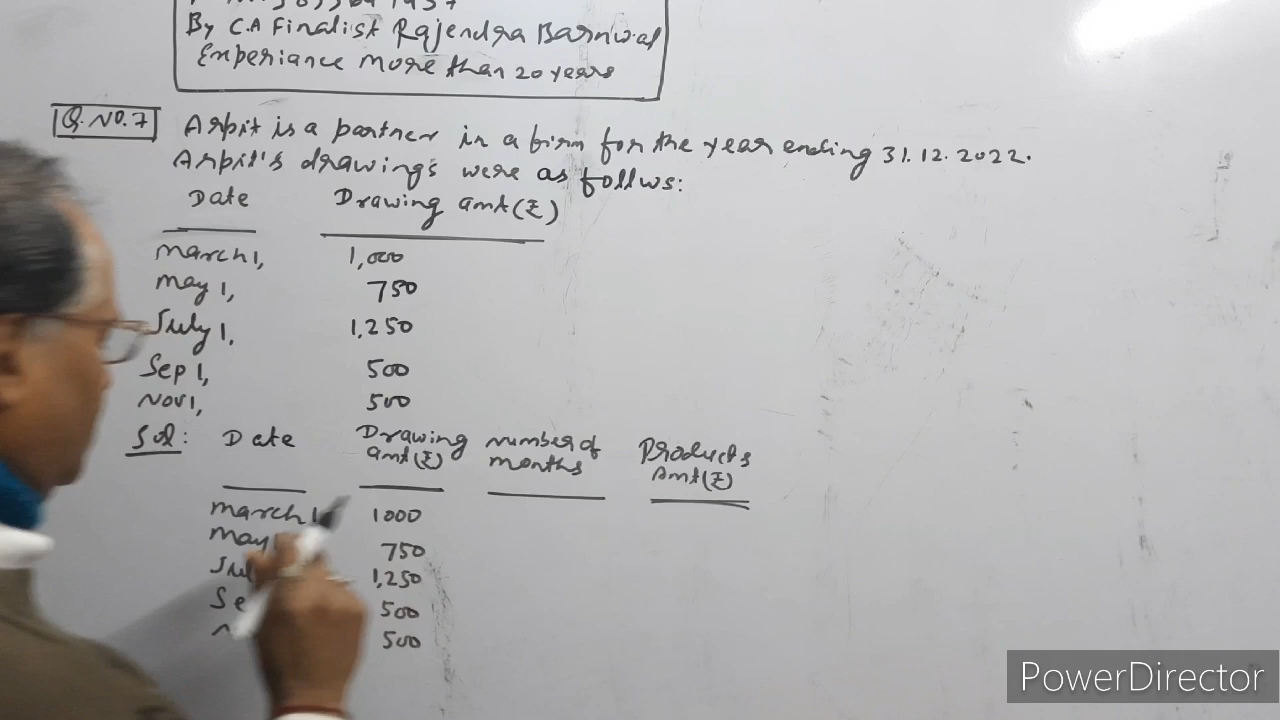 By C.A Finalist Rajendra Barnwal
Experiance more than 20 years
Q.NO.7 Arpit is a partner in a firm for the year ending 31.12.2022.
Arpit's drawings were as follws:
Date Drawing amt(₹)
March 1, 1,000
May 1, 750
July 1, 1,250
Sep 1, 500
Nov 1, 500
Sol: Date Drawing amt(₹) number of months Products Amt(₹)
March 1 1000
May 750
1,250
500
500
PowerDirector